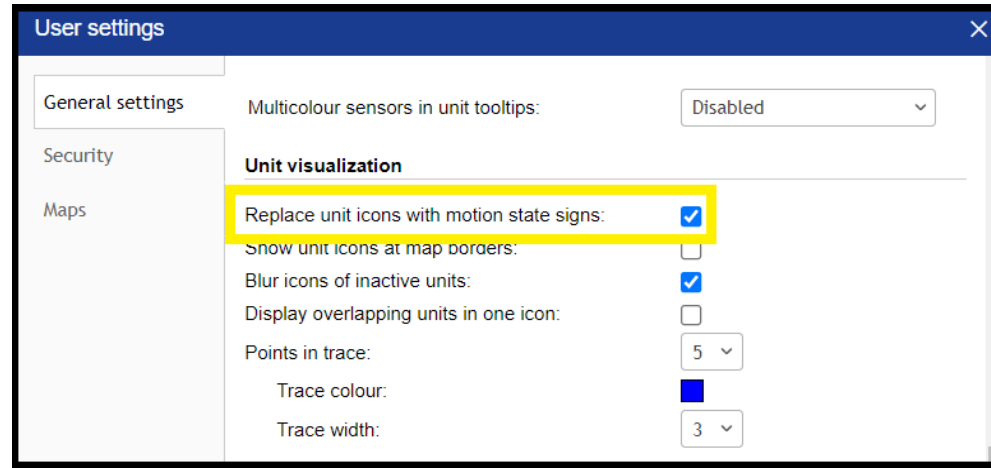 User settings
General settings
Multicolour sensors in unit tooltips: Disabled
Security
Unit visualization
Maps
Replace unit icons with motion state signs:
Show unit icons at map borders:
Blur icons of inactive units:
Display overlapping units in one icon:
Points in trace: 5
Trace colour:
Trace width: 3